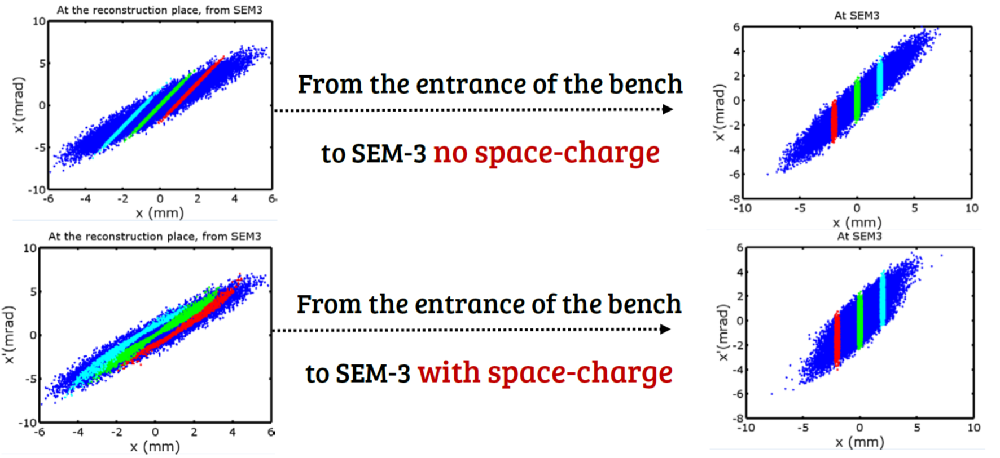 At the reconstruction place, from SEM3
10
5
0
-5
-10
x'(mrad)
-6 -4 -2 0 2 4 6
x (mm)
From the entrance of the bench
to SEM-3 no space-charge
At SEM3
6
4
2
0
-2
-4
-6
-8
x'(mrad)
-10 -5 0 5 10
x (mm)
At the reconstruction place, from SEM3
10
5
0
-5
-10
x'(mrad)
-6 -4 -2 0 2 4 6
x (mm)
From the entrance of the bench
to SEM-3 with space-charge
At SEM3
6
4
2
0
-2
-4
-6
-8
x'(mrad)
-10 -5 0 5 10
x (mm)